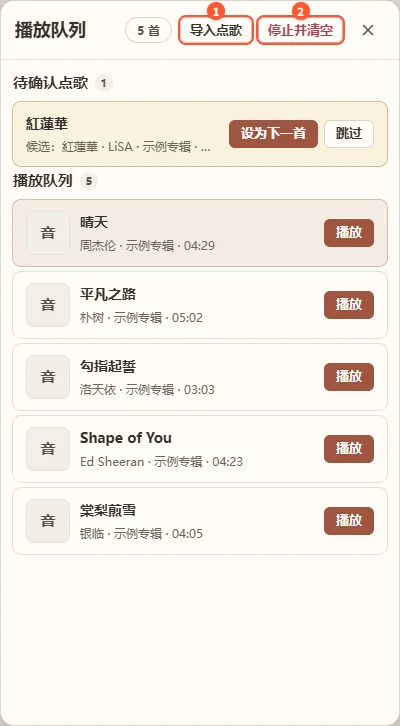 1 2
播放队列 5 首 导入点歌 停止并清空 ×
待确认点歌 1
紅蓮華
候选：紅蓮華 · LiSA · 示例专辑 · ...
设为下一首 跳过
播放队列 5
音 晴天
周杰伦 · 示例专辑 · 04:29
播放
音 平凡之路
朴树 · 示例专辑 · 05:02
播放
音 勾指起誓
洛天依 · 示例专辑 · 03:03
播放
音 Shape of You
Ed Sheeran · 示例专辑 · 04:23
播放
音 棠梨煎雪
银临 · 示例专辑 · 04:05
播放